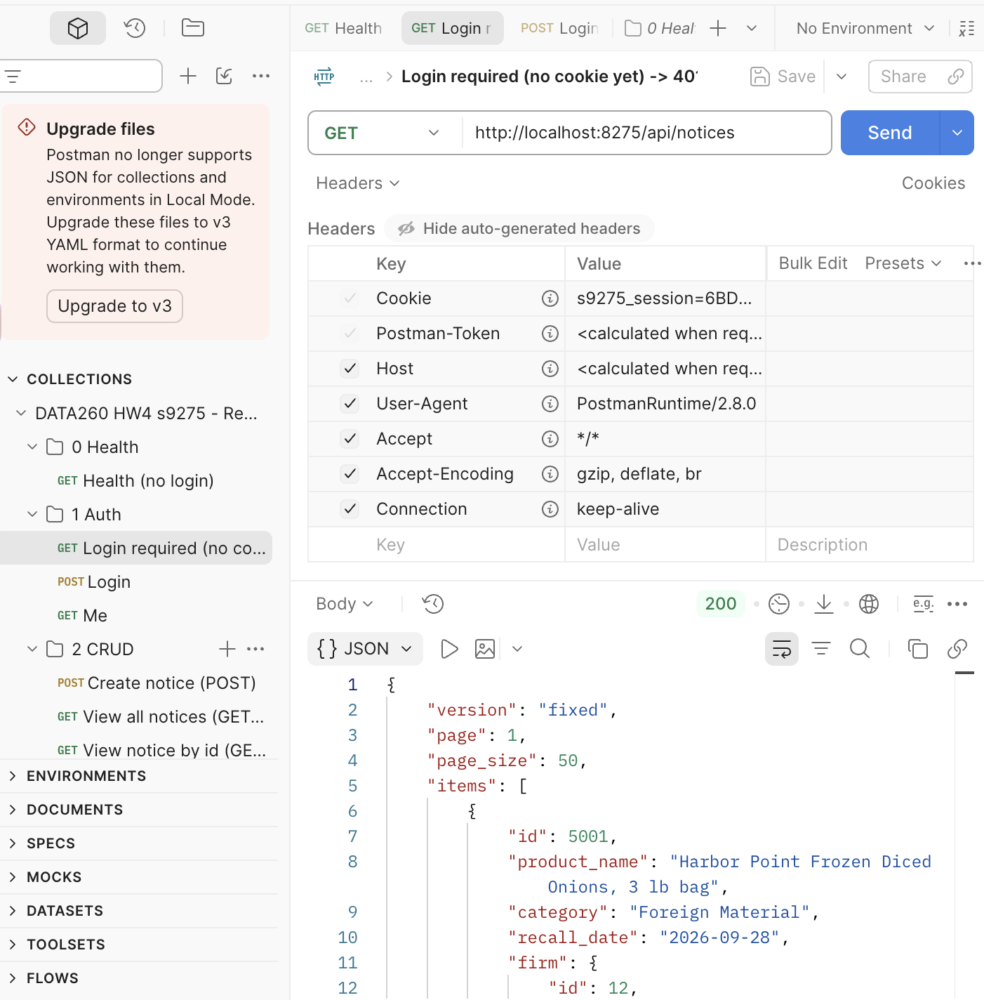 GET Health
GET Login r
POST Login
0 Heal
No Environment
HTTP
...
Login required (no cookie yet) -> 401
Save
Share
Upgrade files
Postman no longer supports
JSON for collections and
environments in Local Mode.
Upgrade these files to v3
YAML format to continue
working with them.
Upgrade to v3
COLLECTIONS
DATA260 HW4 s9275 - Re...
0 Health
GET Health (no login)
1 Auth
GET Login required (no co...
POST Login
GET Me
2 CRUD
POST Create notice (POST)
GET View all notices (GET...
GET View notice by id (GE...
ENVIRONMENTS
DOCUMENTS
SPECS
MOCKS
DATASETS
TOOLSETS
FLOWS
GET
http://localhost:8275/api/notices
Send
Headers
Cookies
Headers
Hide auto-generated headers
Key Value Bulk Edit Presets
Cookie s9275_session=6BD...
Postman-Token <calculated when req...
Host <calculated when req...
User-Agent PostmanRuntime/2.8.0
Accept */*
Accept-Encoding gzip, deflate, br
Connection keep-alive
Key Value Description
Body
200
e.g.
{} JSON
1 {
2 "version": "fixed",
3 "page": 1,
4 "page_size": 50,
5 "items": [
6 {
7 "id": 5001,
8 "product_name": "Harbor Point Frozen Diced
Onions, 3 lb bag",
9 "category": "Foreign Material",
10 "recall_date": "2026-09-28",
11 "firm": {
12 "id": 12,